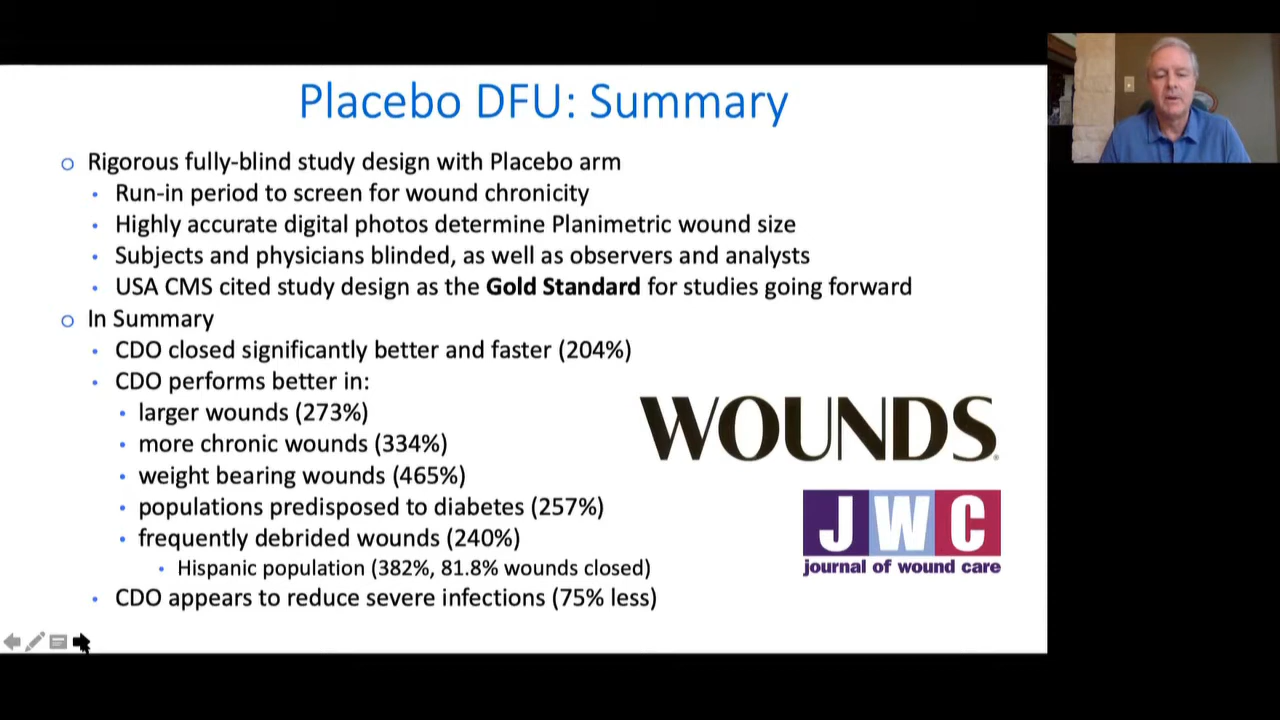 Placebo DFU: Summary
Rigorous fully-blind study design with Placebo arm
Run-in period to screen for wound chronicity
Highly accurate digital photos determine Planimetric wound size
Subjects and physicians blinded, as well as observers and analysts
USA CMS cited study design as the Gold Standard for studies going forward
In Summary
CDO closed significantly better and faster (204%)
CDO performs better in:
larger wounds (273%)
more chronic wounds (334%)
weight bearing wounds (465%)
populations predisposed to diabetes (257%)
frequently debrided wounds (240%)
Hispanic population (382%, 81.8% wounds closed)
CDO appears to reduce severe infections (75% less)
WOUNDS®
JWC
journal of wound care